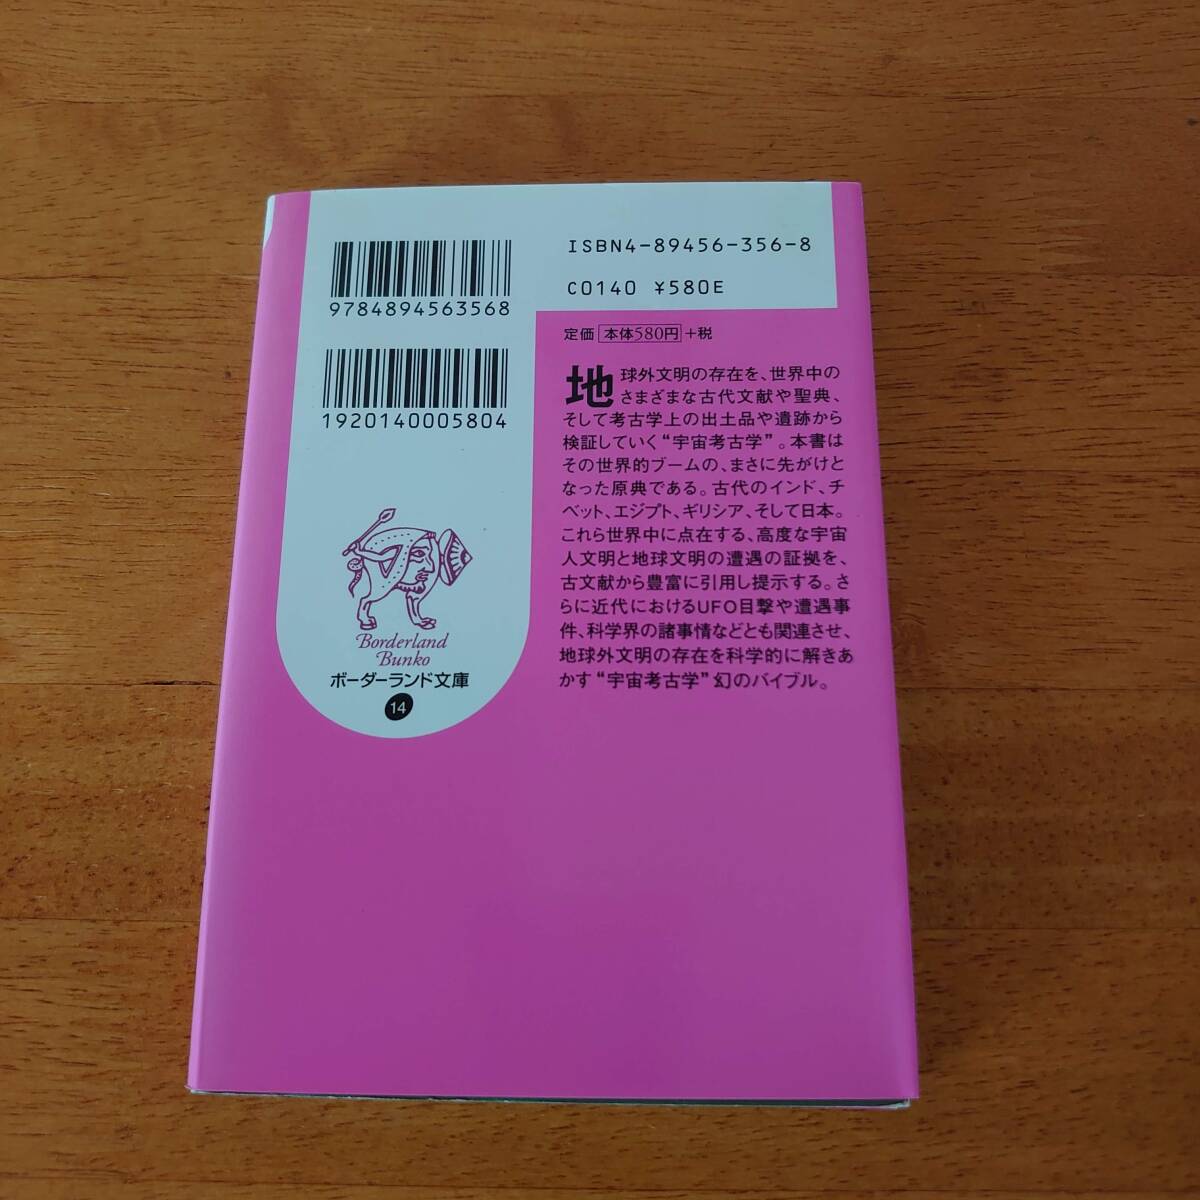 9784894563568
1920140005804
ISBN4-89456-356-8
C0140 ¥580E
定価 本体580円 +税
地球外文明の存在を、世界中の
さまざまな古代文献や聖典、
そして考古学上の出土品や遺跡から
検証していく“宇宙考古学”。本書は
その世界的ブームの、まさに先がけと
なった原典である。古代のインド、チ
ベット、エジプト、ギリシア、そして日本。
これら世界中に点在する、高度な宇宙
人文明と地球文明の遭遇の証拠を、
古文献から豊富に引用し提示する。さ
らに近代におけるUFO目撃や遭遇事
件、科学界の諸事情などとも関連させ、
地球外文明の存在を科学的に解きあ
かす“宇宙考古学”幻のバイブル。
Borderland
Bunko
ボーダーランド文庫
14